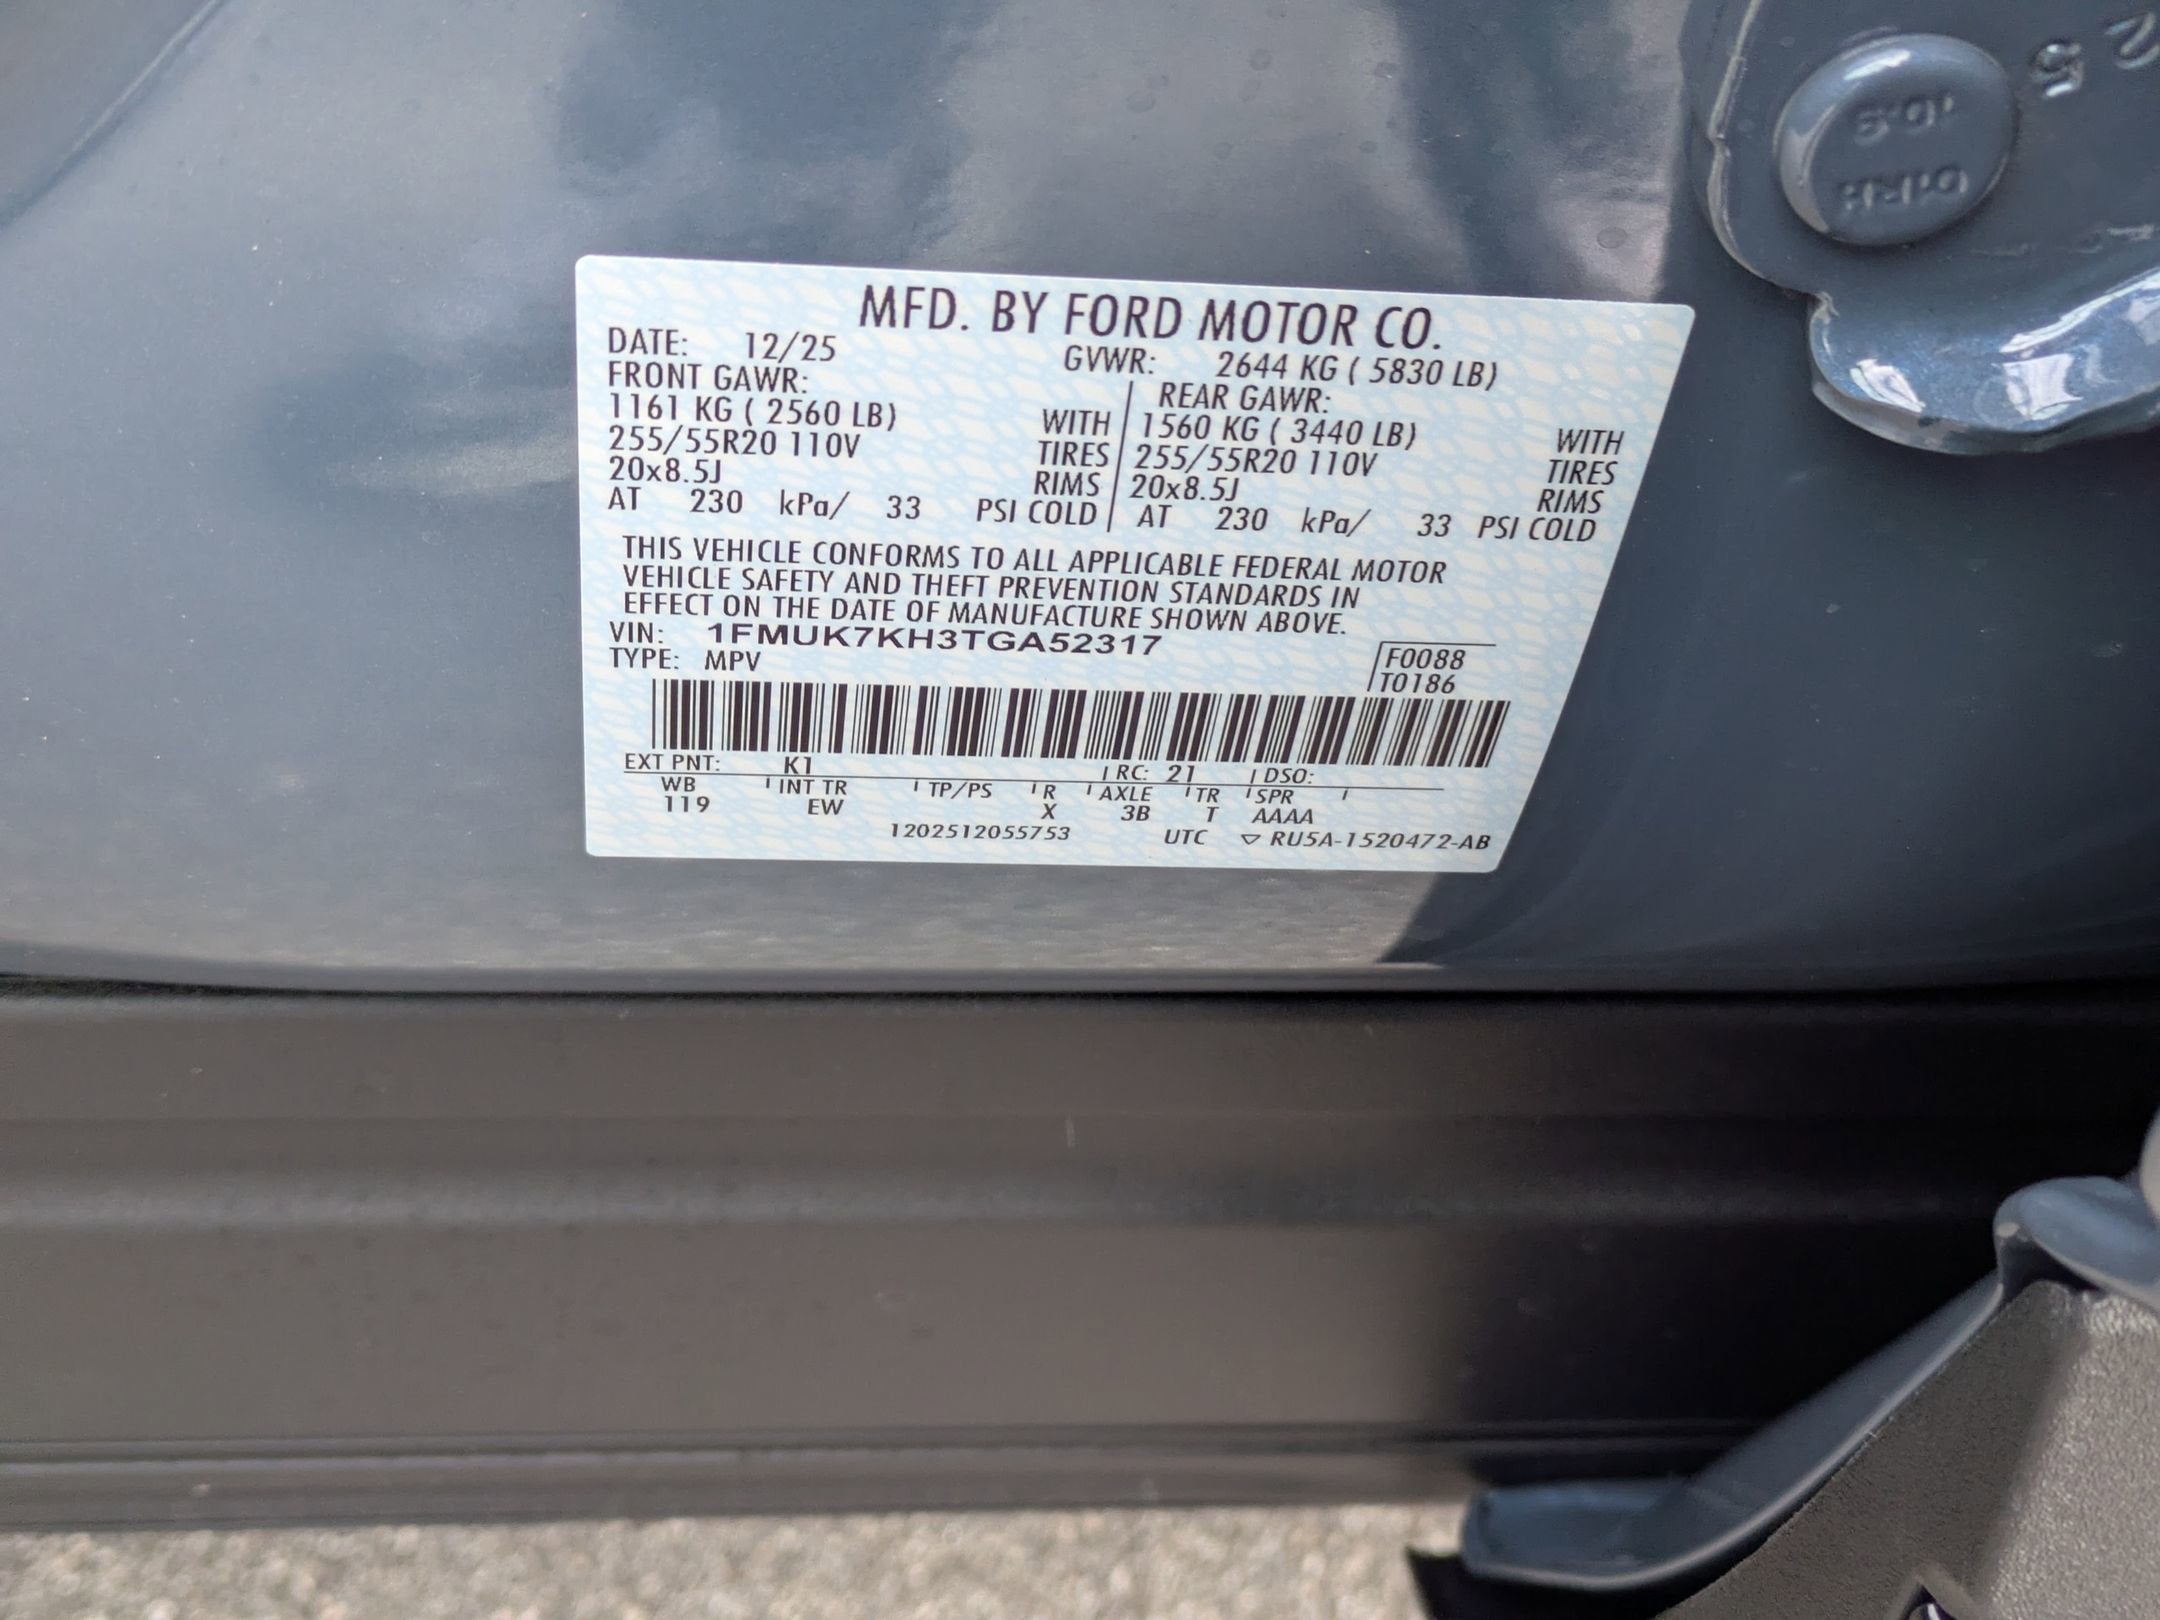 MFD. BY FORD MOTOR CO.
DATE: 12/25 GVWR: 2644 KG ( 5830 LB)
FRONT GAWR: REAR GAWR:
1161 KG ( 2560 LB) WITH 1560 KG ( 3440 LB) WITH
255/55R20 110V TIRES 255/55R20 110V TIRES
20x8.5J RIMS 20x8.5J RIMS
AT 230 kPa/ 33 PSI COLD AT 230 kPa/ 33 PSI COLD
THIS VEHICLE CONFORMS TO ALL APPLICABLE FEDERAL MOTOR
VEHICLE SAFETY AND THEFT PREVENTION STANDARDS IN
EFFECT ON THE DATE OF MANUFACTURE SHOWN ABOVE.
VIN: 1FMUK7KH3TGA52317
TYPE: MPV F0088
T0186
EXT PNT: K1 RC: 21 DSO:
WB INT TR TP/PS R AXLE TR SPR
119 EW X 3B T AAAA
1202512055753 UTC ▽ RU5A-1520472-AB
10.9
25